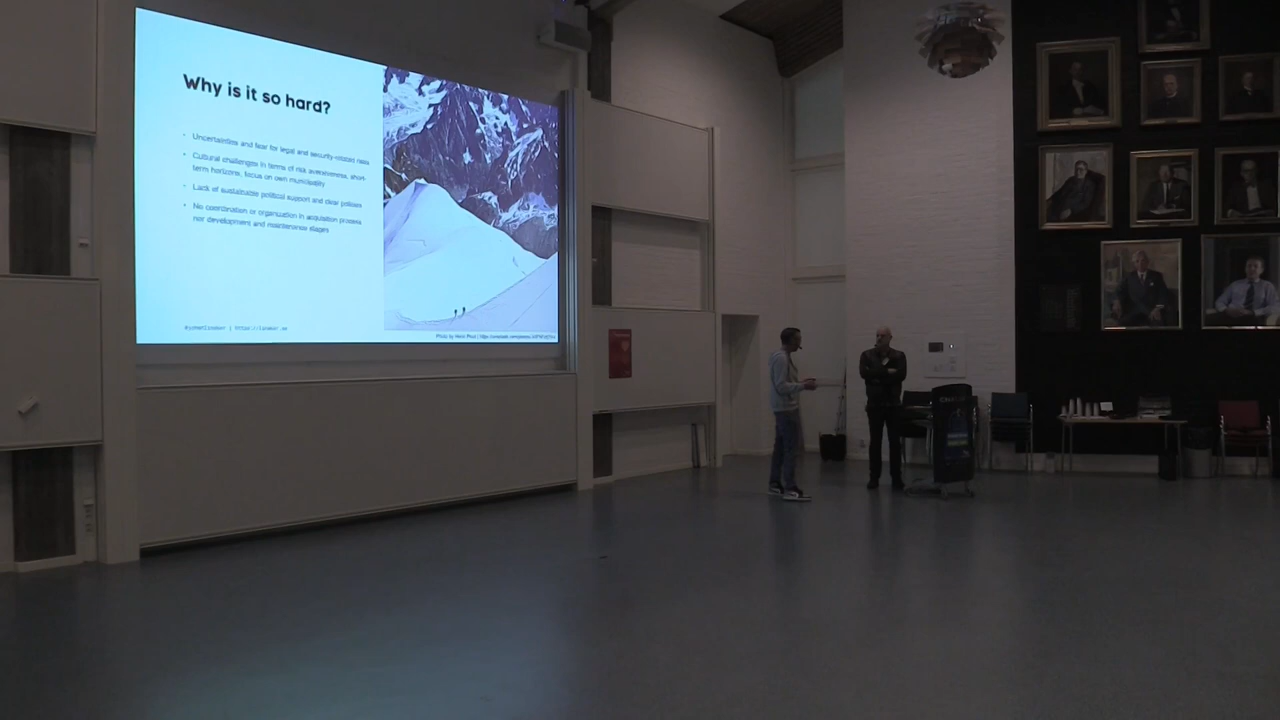 Why is it so hard?
Uncertainties and fear for legal and security-related risks
Cultural challenges in terms of risk averseness, short-
term horizons, focus on own municipality
Lack of sustainable political support and clear policies
No coordination or organization in acquisition process
nor development and maintenance stages